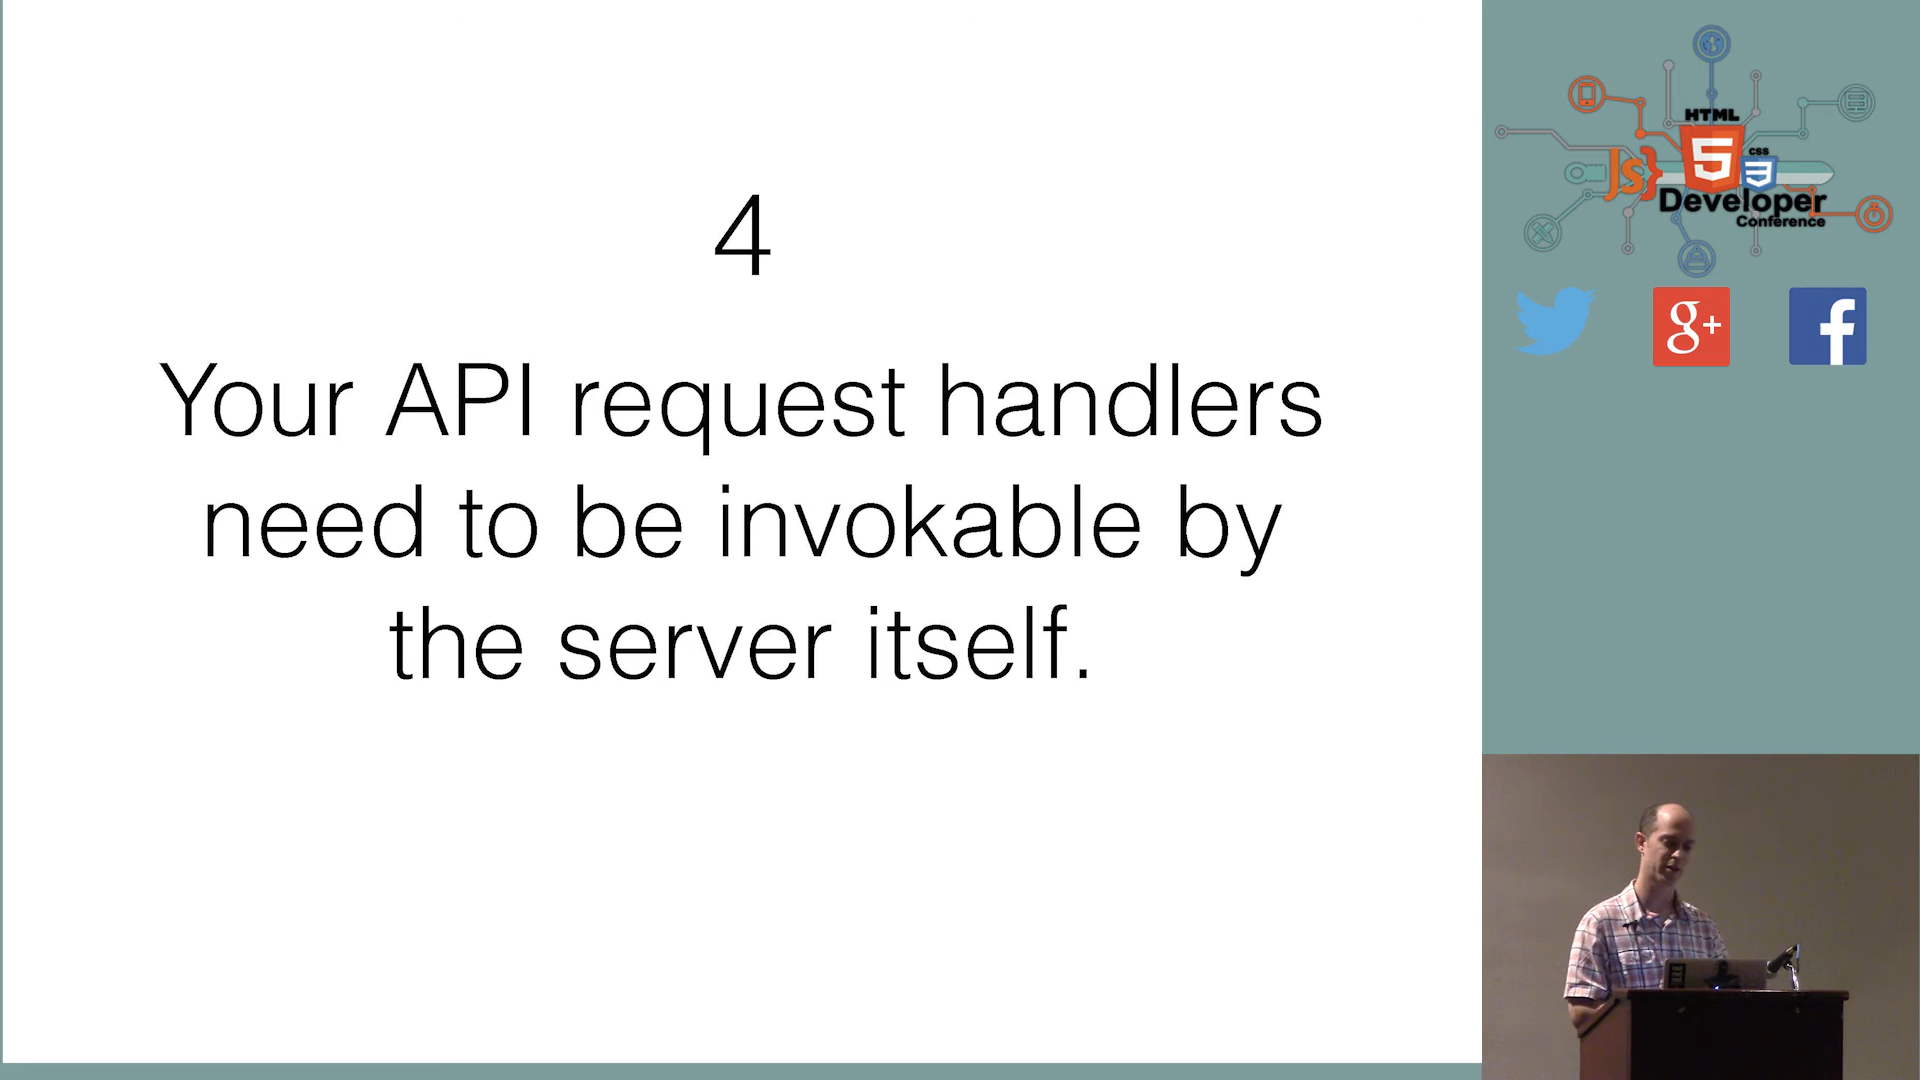 4
Your API request handlers
need to be invokable by
the server itself.
HTML
5
CSS
3
JS}
Developer
Conference
g+
f